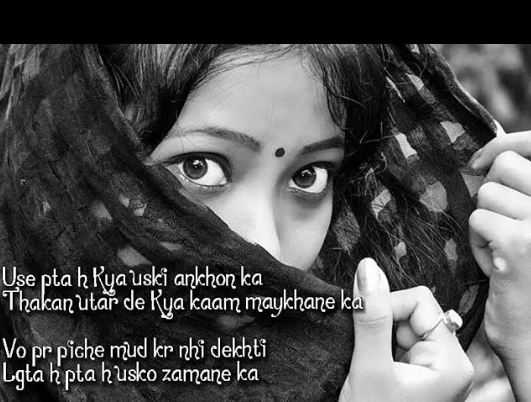 Use pta h Kya uski ankhon ka
Thakan utar de Kya kaam maykhane ka
Vo pr piche mud kr nhi dekhti
Lgta h pta h usko zamane ka